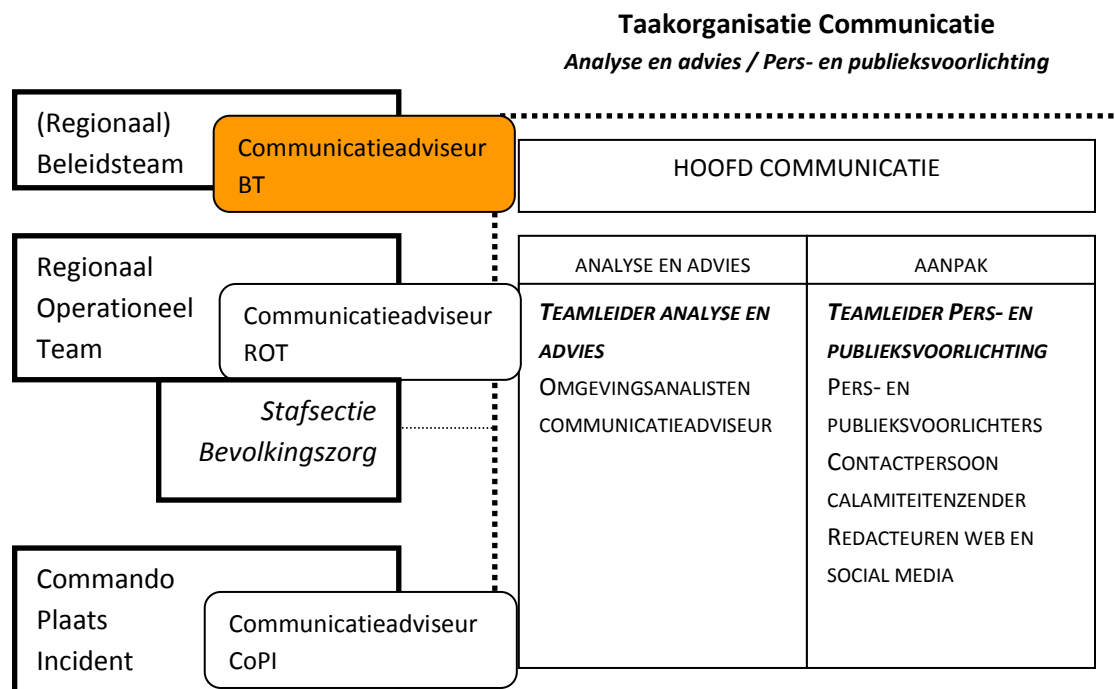 Taakorganisatie Communicatie
Analyse en advies / Pers- en publieksvoorlichting
(Regionaal)
Beleidsteam
Communicatieadviseur
BT
HOOFD COMMUNICATIE
Regionaal
Operationeel
Team
Communicatieadviseur
ROT
Stafsectie
Bevolkingszorg
Commando
Plaats
Incident
Communicatieadviseur
CoPI
ANALYSE EN ADVIES
TEAMLEIDER ANALYSE EN
ADVIES
OMGEVINGSANALISTEN
COMMUNICATIEADVISEUR
AANPAK
TEAMLEIDER PERS- EN
PUBLIEKSVOORLICHTING
PERS- EN
PUBLIEKSVOORLICHTERS
CONTACTPERSOON
CALAMITEITENZENDER
REDACTEUREN WEB EN
SOCIAL MEDIA